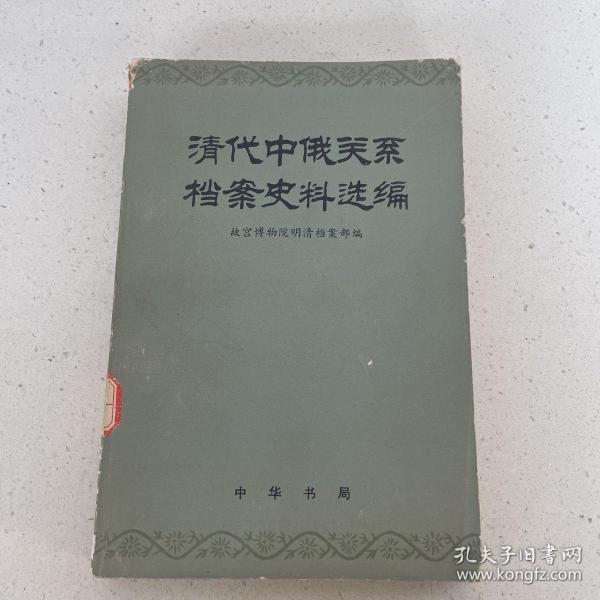 清代中俄关系
档案史料选编
故宫博物院明清档案部编
中华书局
孔夫子旧书网
www.kongfz.com